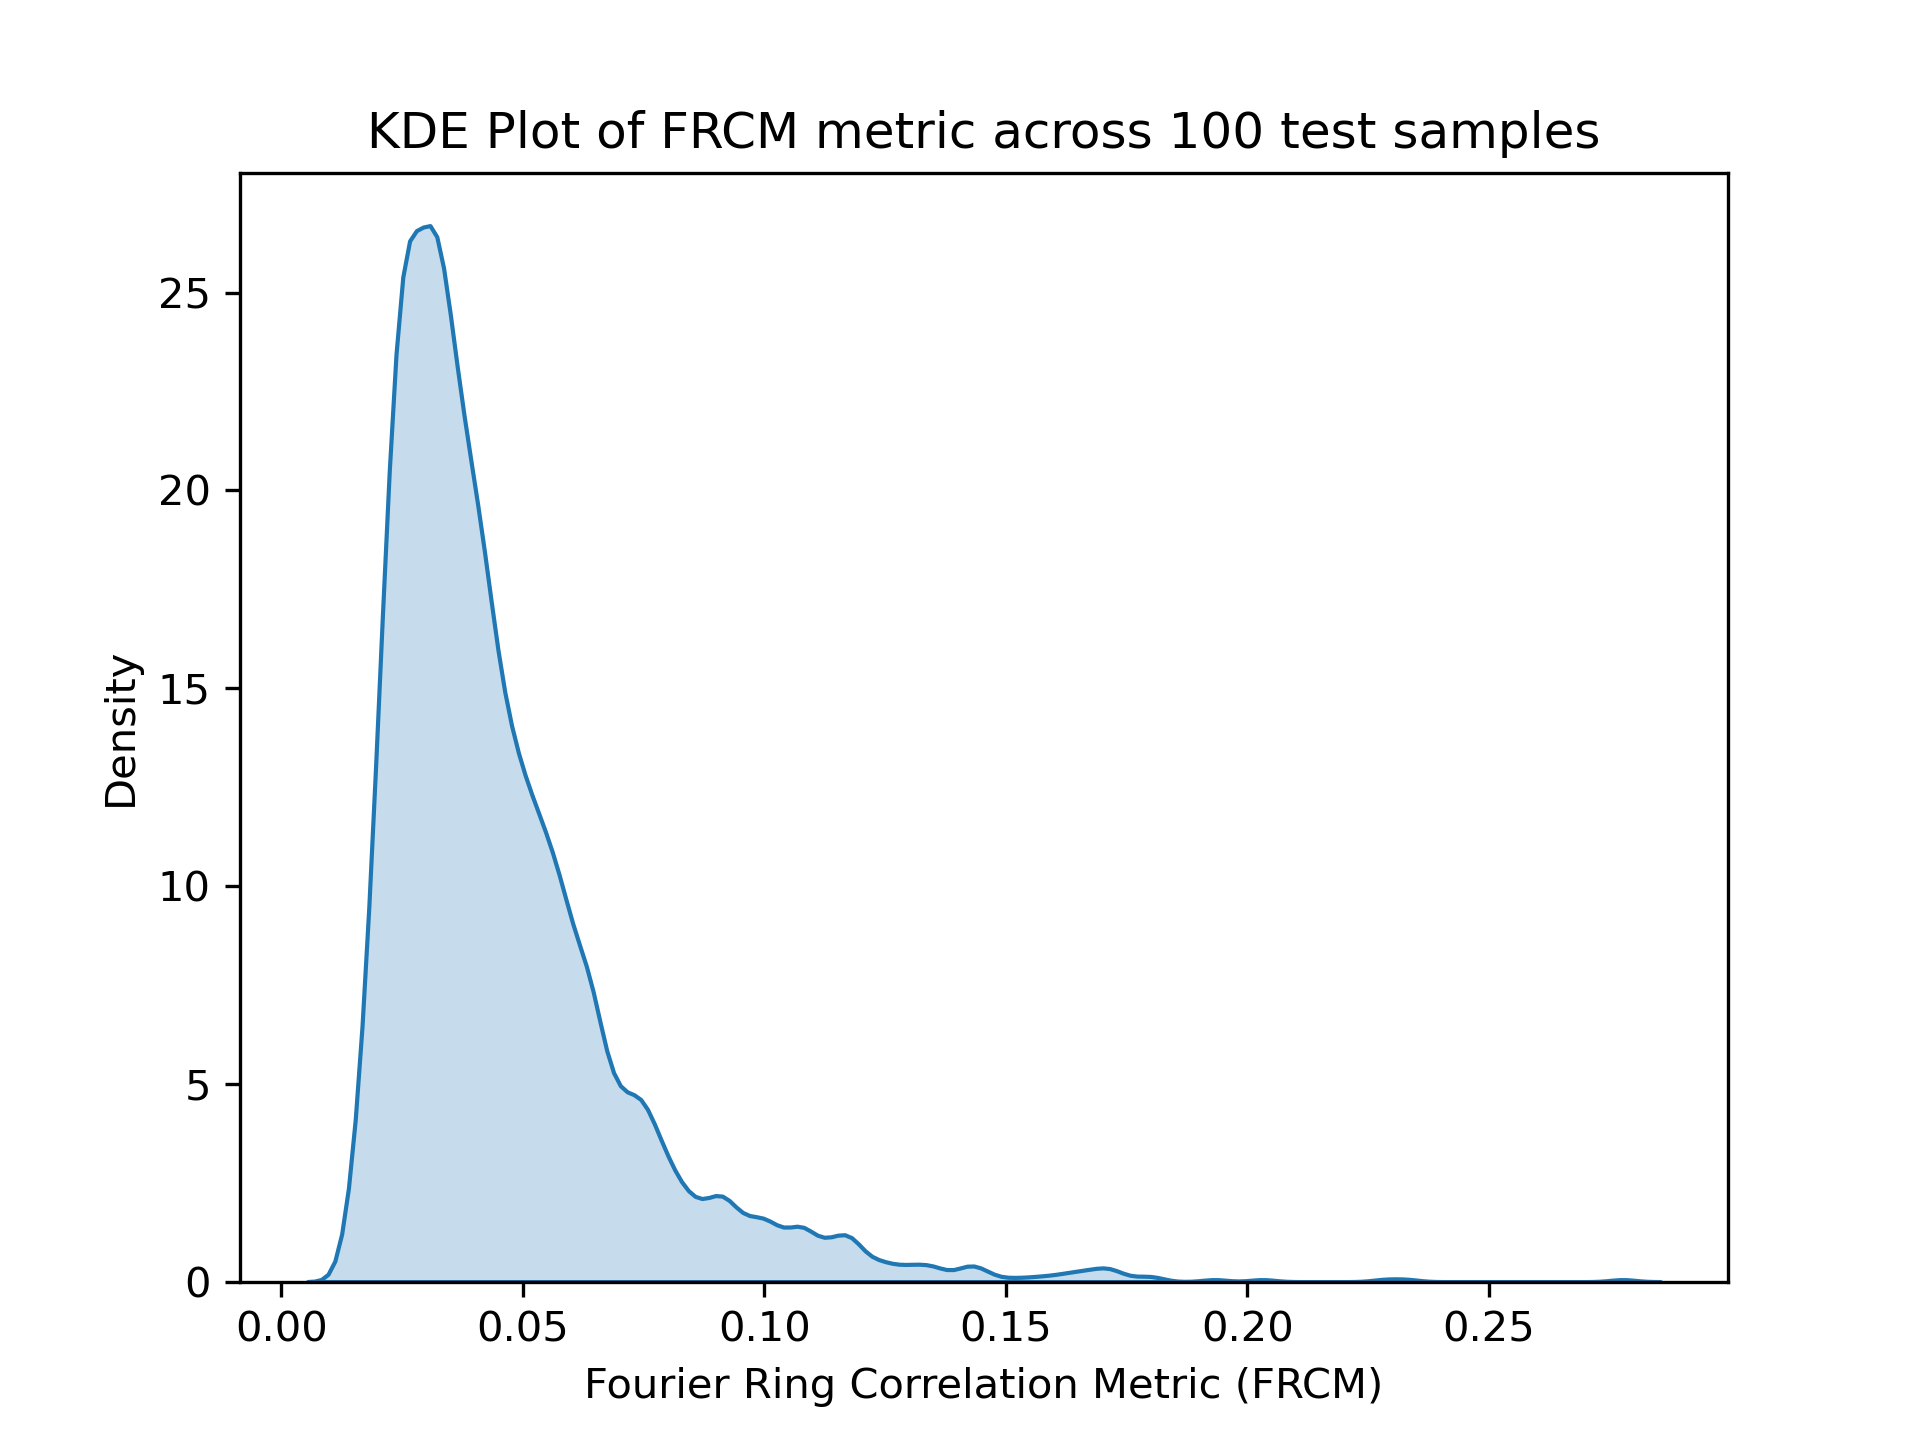 KDE Plot of FRCM metric across 100 test samples
25
20
15
10
5
0
Density
0.00 0.05 0.10 0.15 0.20 0.25
Fourier Ring Correlation Metric (FRCM)